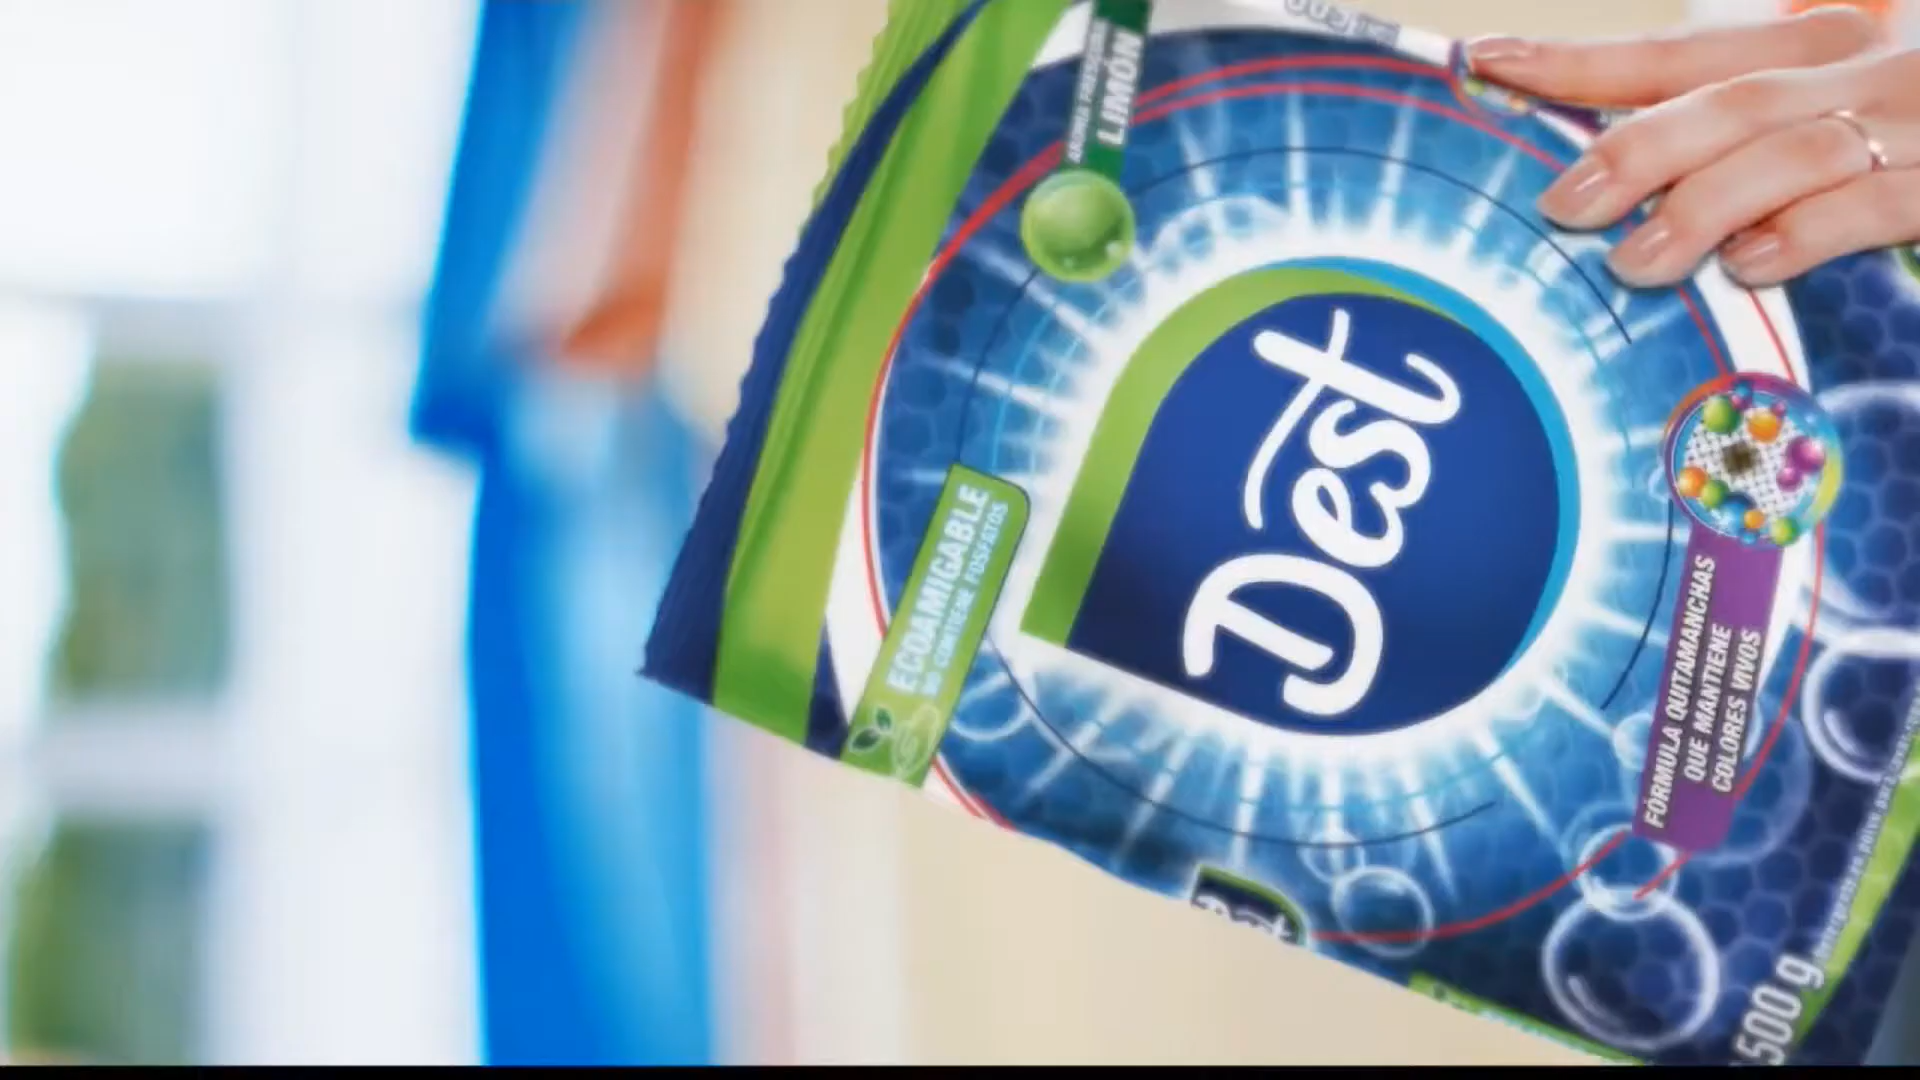 LIMÓN
Dest
ECOAMIGABLE
NO CONTIENE FOSFATOS
FÓRMULA QUITAMANCHAS
QUE MANTIENE
COLORES VIVOS
500 g